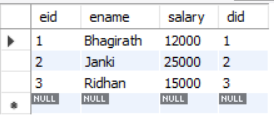 eid ename salary did
1 Bhagirath 12000 1
2 Janki 25000 2
3 Ridhan 15000 3
NULL NULL NULL NULL